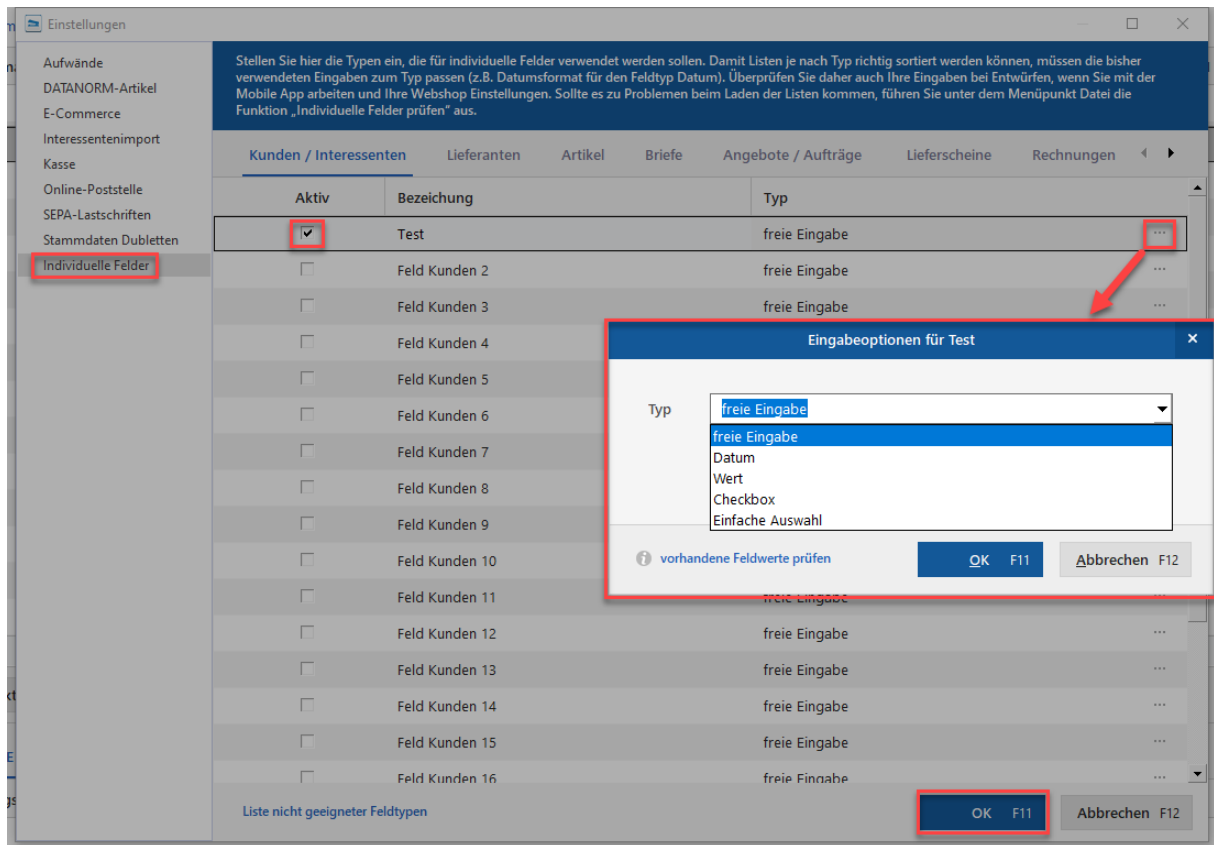 Einstellungen
Aufwände
DATANORM-Artikel
E-Commerce
Interessentenimport
Kasse
Online-Poststelle
SEPA-Lastschriften
Stammdaten Dubletten
Individuelle Felder
Stellen Sie hier die Typen ein, die für individuelle Felder verwendet werden sollen. Damit Listen je nach Typ richtig sortiert werden können, müssen die bisher
verwendeten Eingaben zum Typ passen (z.B. Datumsformat für den Feldtyp Datum). Überprüfen Sie daher auch Ihre Eingaben bei Entwürfen, wenn Sie mit der
Mobile App arbeiten und Ihre Webshop Einstellungen. Sollte es zu Problemen beim Laden der Listen kommen, führen Sie unter dem Menüpunkt Datei die
Funktion „Individuelle Felder prüfen" aus.
Kunden / Interessenten Lieferanten Artikel Briefe Angebote / Aufträge Lieferscheine Rechnungen
Aktiv Bezeichung Typ
Test freie Eingabe ...
Feld Kunden 2 freie Eingabe ...
Feld Kunden 3 freie Eingabe ...
Feld Kunden 4
Feld Kunden 5
Feld Kunden 6
Feld Kunden 7
Feld Kunden 8
Feld Kunden 9
Feld Kunden 10
Feld Kunden 11 freie Eingabe ...
Feld Kunden 12 freie Eingabe ...
Feld Kunden 13 freie Eingabe ...
Feld Kunden 14 freie Eingabe ...
Feld Kunden 15 freie Eingabe ...
Feld Kunden 16 freie Eingabe ...
Eingabeoptionen für Test
Typ freie Eingabe
freie Eingabe
Datum
Wert
Checkbox
Einfache Auswahl
vorhandene Feldwerte prüfen OK F11 Abbrechen F12
Liste nicht geeigneter Feldtypen OK F11 Abbrechen F12